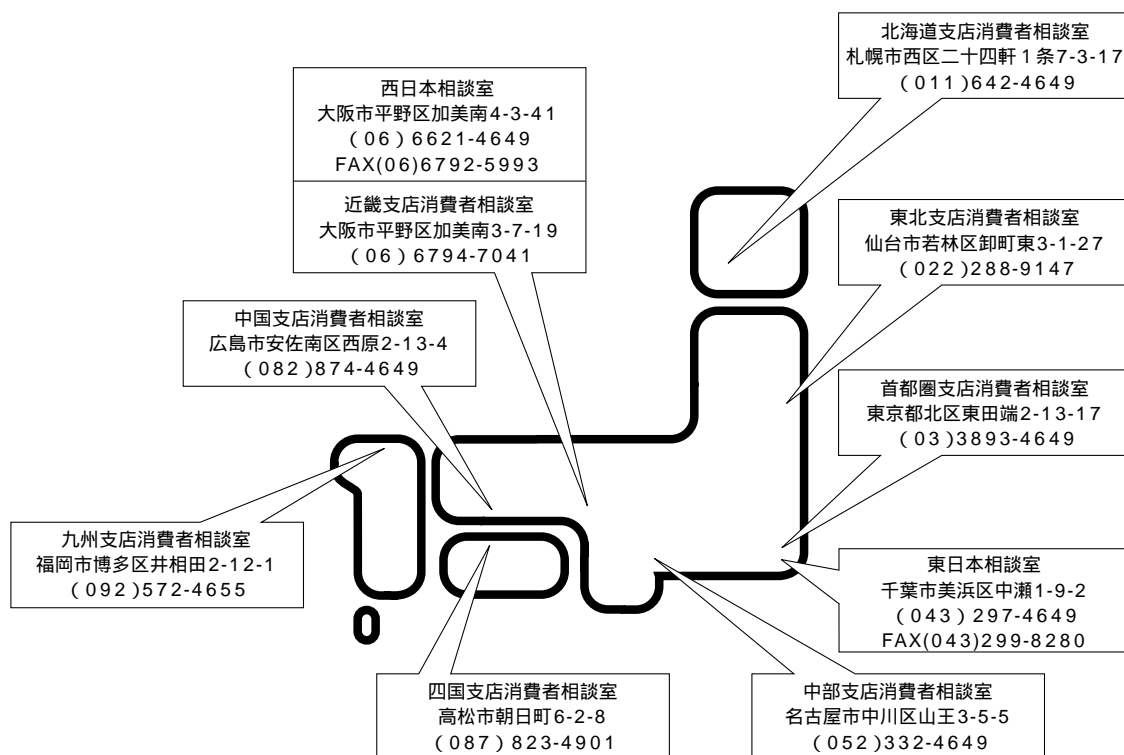 北海道支店消費者相談室
札幌市西区二十四軒１条7-3-17
(011)642-4649
西日本相談室
大阪市平野区加美南4-3-41
(06) 6621-4649
FAX(06)6792-5993
近畿支店消費者相談室
大阪市平野区加美南3-7-19
(06) 6794-7041
東北支店消費者相談室
仙台市若林区卸町東3-1-27
(022)288-9147
中国支店消費者相談室
広島市安佐南区西原2-13-4
(082)874-4649
首都圏支店消費者相談室
東京都北区東田端2-13-17
(03)3893-4649
九州支店消費者相談室
福岡市博多区井相田2-12-1
(092)572-4655
東日本相談室
千葉市美浜区中瀬1-9-2
(043) 297-4649
FAX(043)299-8280
四国支店消費者相談室
高松市朝日町6-2-8
(087) 823-4901
中部支店消費者相談室
名古屋市中川区山王3-5-5
(052)332-4649